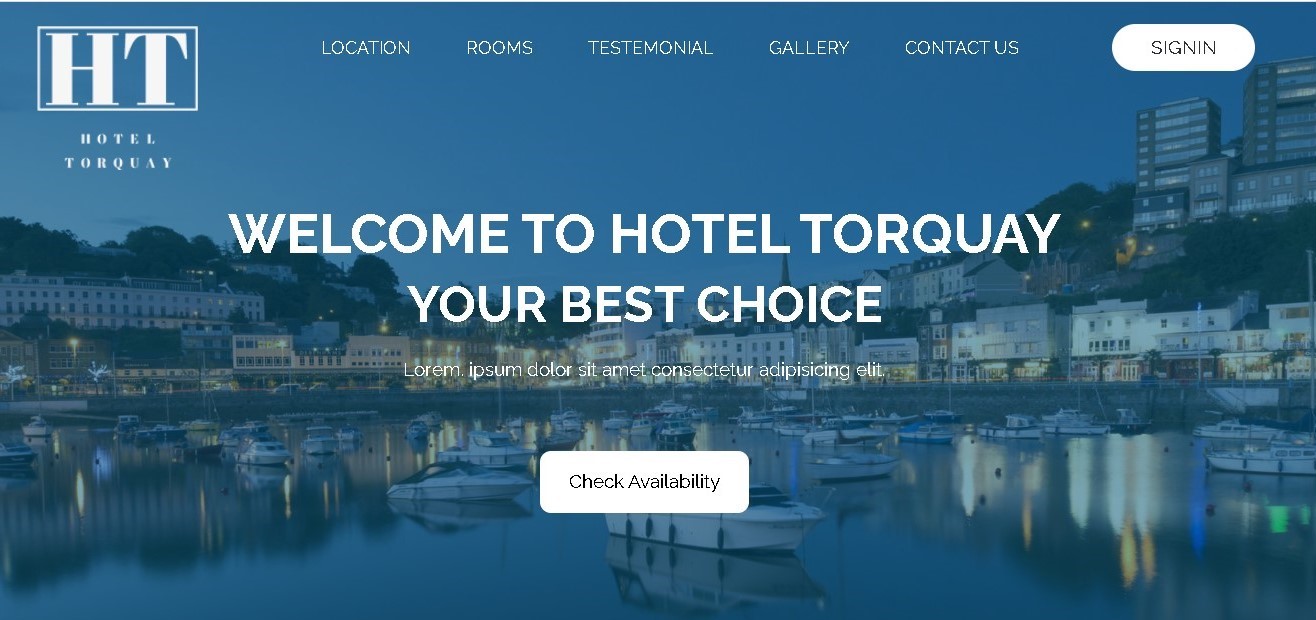 HT
HOTEL
TORQUAY
LOCATION ROOMS TESTEMONIAL GALLERY CONTACT US SIGNIN
WELCOME TO HOTEL TORQUAY
YOUR BEST CHOICE
Lorem. ipsum dolor sit amet consectetur adipisicing elit.
Check Availability